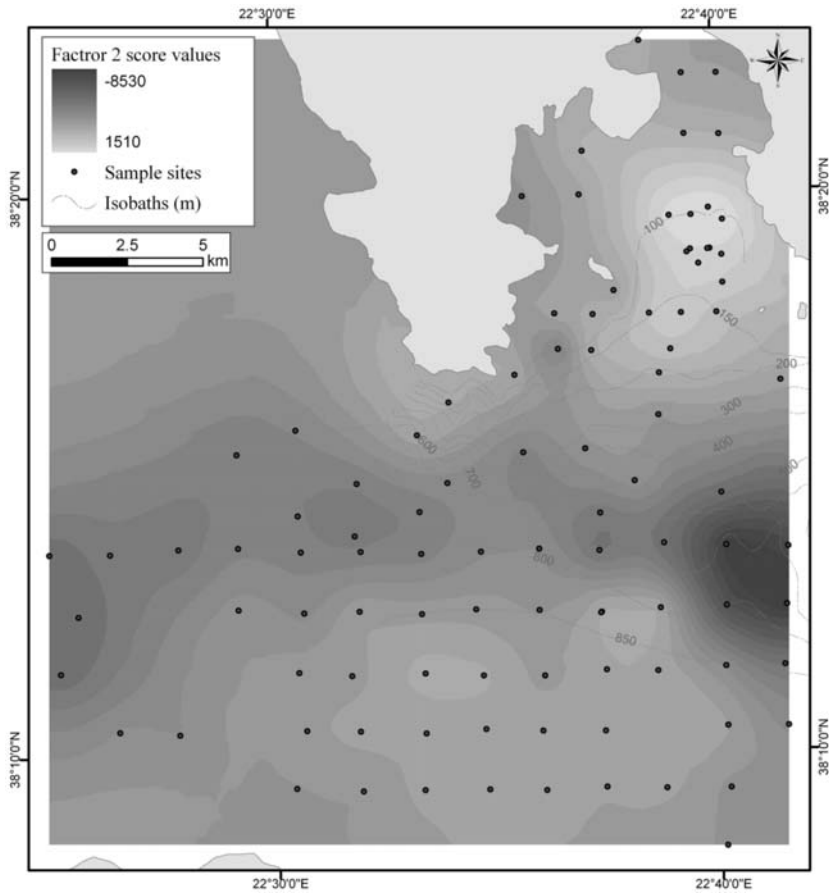 22°30'0"E
22°40'0"E
Factror 2 score values
-8530
1510
Sample sites
Isobaths (m)
0 2.5 5
km
N
38°20'0"N
38°20'0"N
100
150
200
300
400
600
700
800
850
38°10'0"N
38°10'0"N
22°30'0"E
22°40'0"E